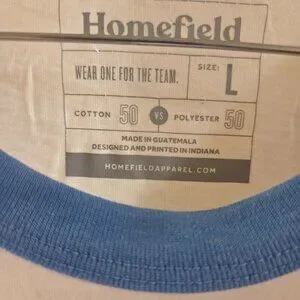 Homefield
WEAR ONE FOR THE TEAM.
SIZE: L
COTTON 50 VS POLYESTER 50
MADE IN GUATEMALA
DESIGNED AND PRINTED IN INDIANA
HOMEFIELDAPPAREL.COM